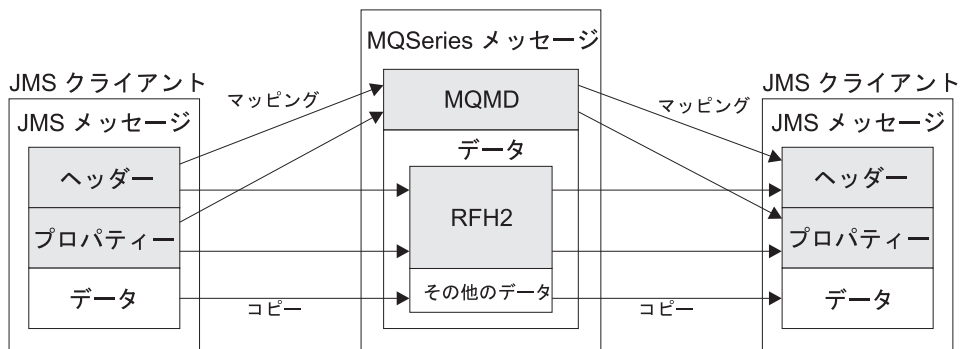 JMS クライアント
JMS メッセージ
ヘッダー
プロパティー
データ
マッピング
コピー
MQSeries メッセージ
MQMD
データ
RFH2
その他のデータ
マッピング
コピー
JMS クライアント
JMS メッセージ
ヘッダー
プロパティー
データ